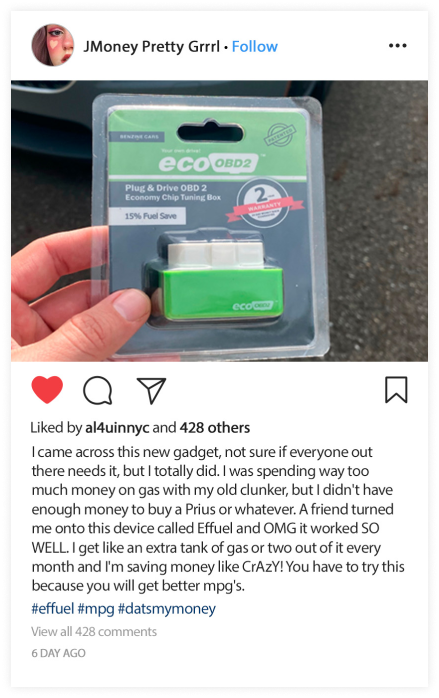 JMoney Pretty Grrrl • Follow
BENZINE CARS
Your own driver
eco OBD2
Plug & Drive OBD 2
Economy Chip Tuning Box
15% Fuel Save
2
WARRANTY
eco OBD2
Liked by al4uinnyc and 428 others
I came across this new gadget, not sure if everyone out
there needs it, but I totally did. I was spending way too
much money on gas with my old clunker, but I didn't have
enough money to buy a Prius or whatever. A friend turned
me onto this device called Effuel and OMG it worked SO
WELL. I get like an extra tank of gas or two out of it every
month and I'm saving money like CrAzY! You have to try this
because you will get better mpg's.
#effuel #mpg #datsmymoney
View all 428 comments
6 DAY AGO